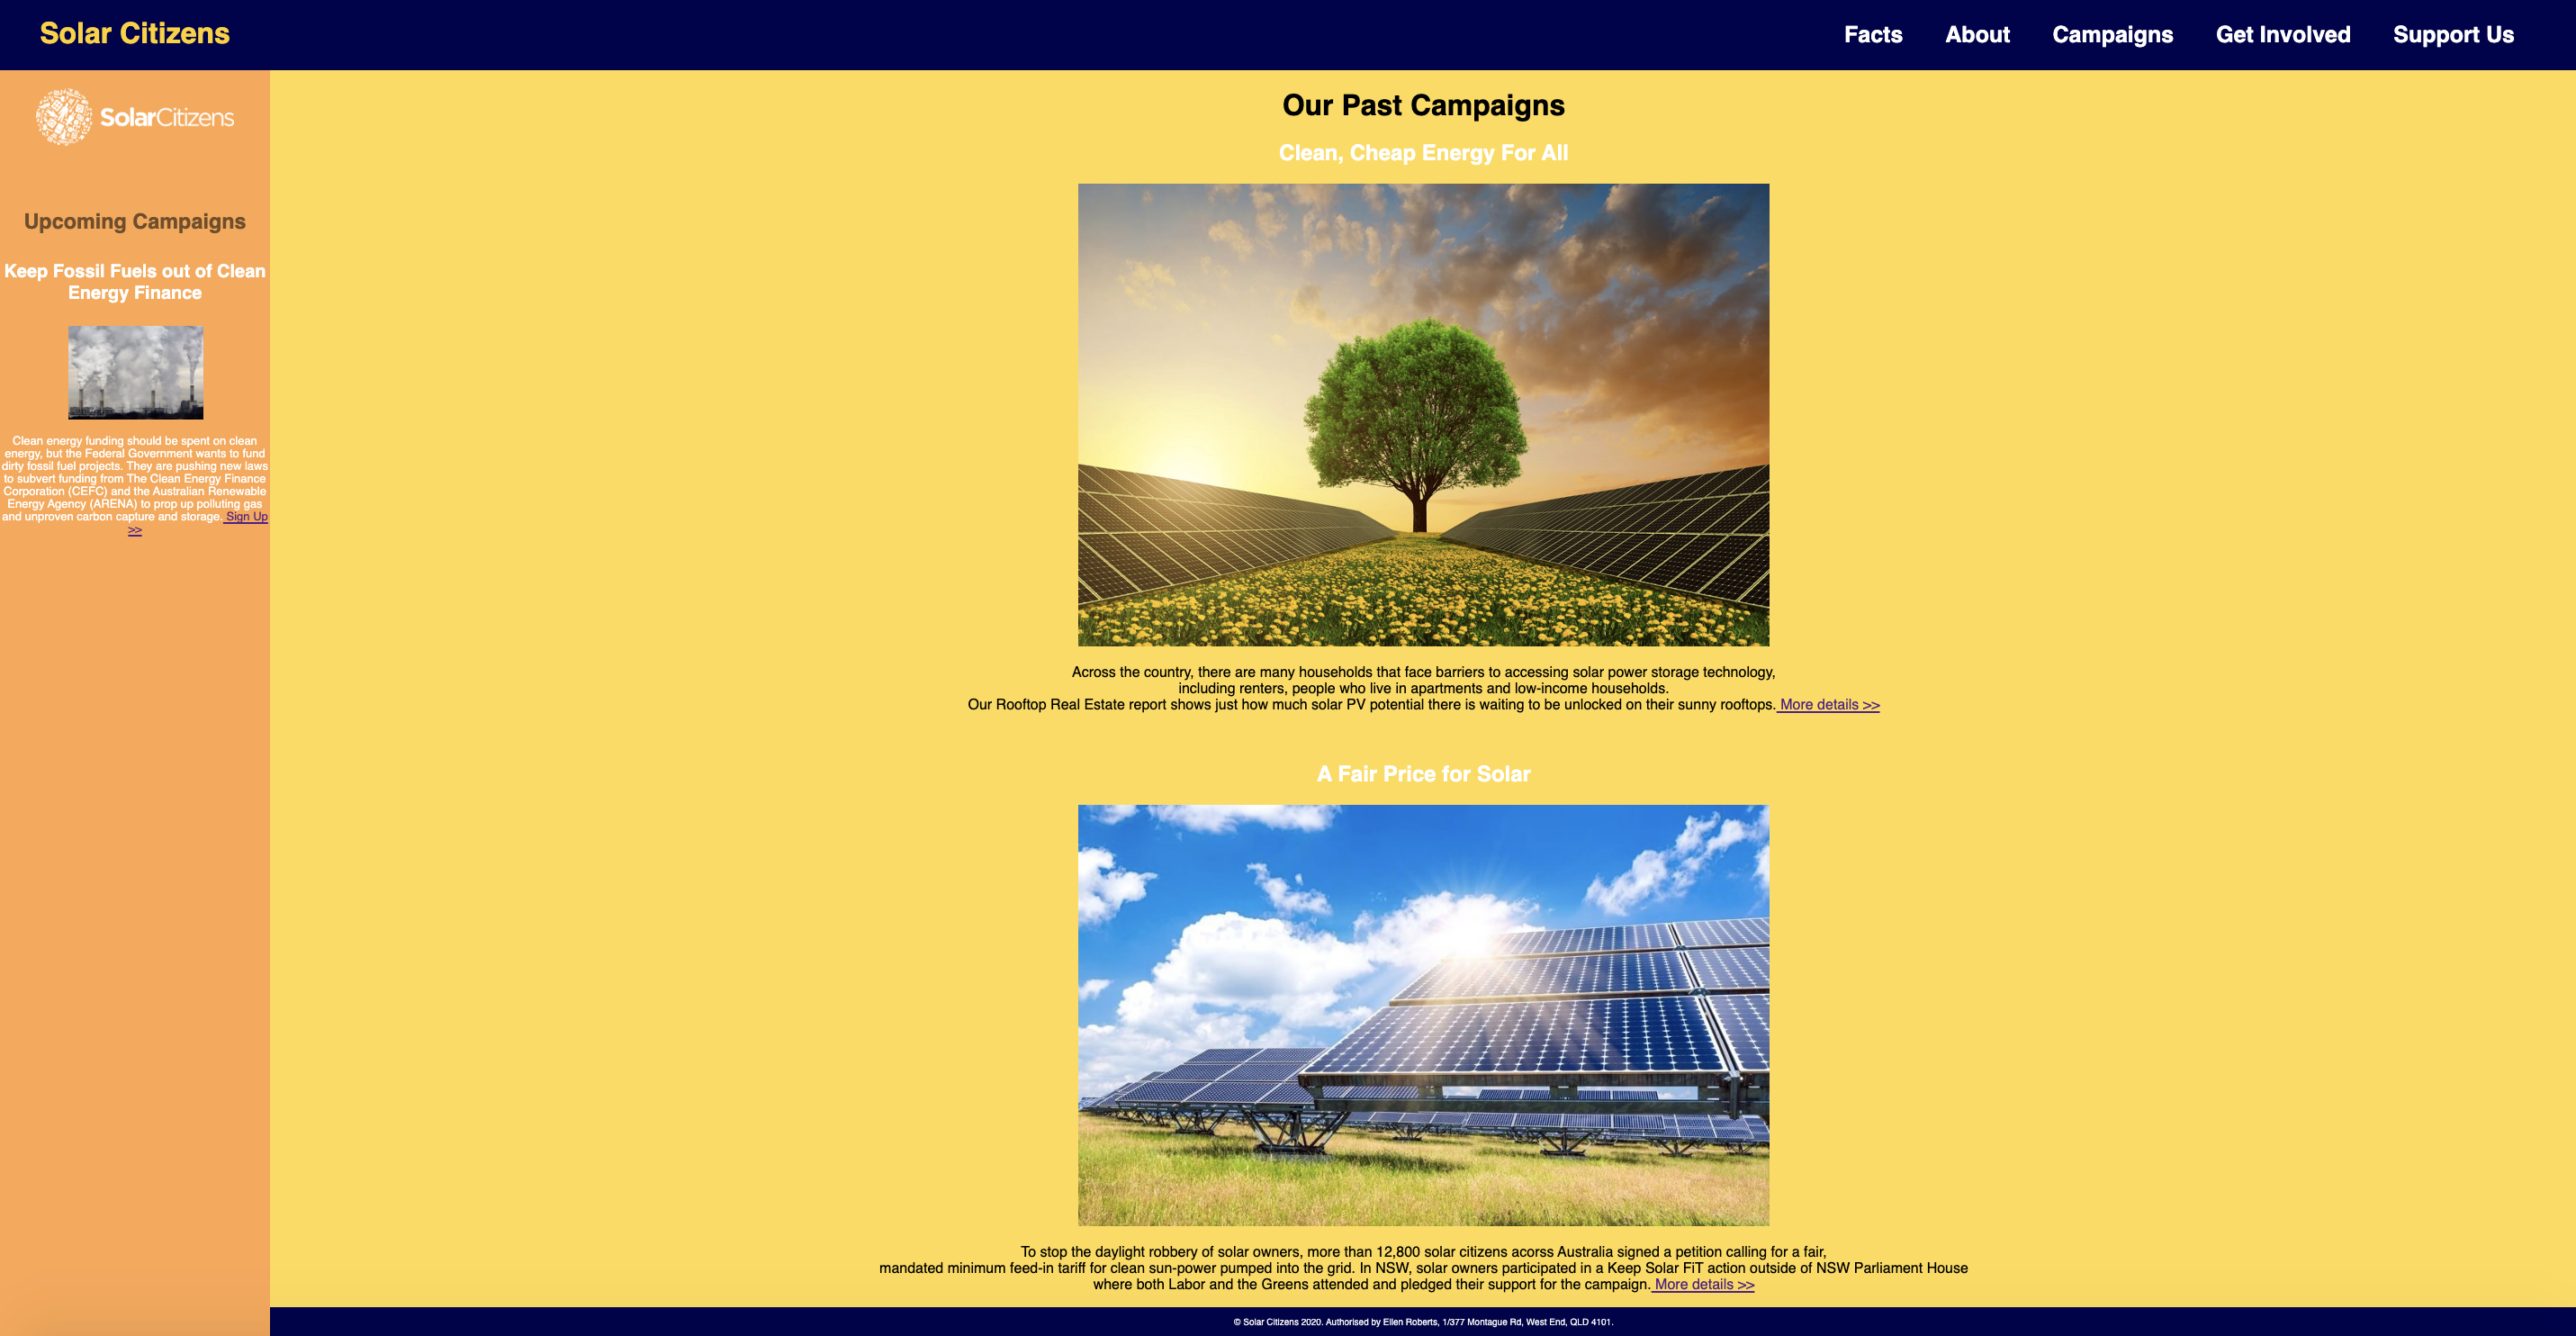 Solar Citizens
Facts About Campaigns Get Involved Support Us
SolarCitizens
Upcoming Campaigns
Keep Fossil Fuels out of Clean
Energy Finance
Clean energy funding should be spent on clean
energy, but the Federal Government wants to fund
dirty fossil fuel projects. They are pushing new laws
to subvert funding from The Clean Energy Finance
Corporation (CEFC) and the Australian Renewable
Energy Agency (ARENA) to prop up polluting gas
and unproven carbon capture and storage. Sign Up
>>
Our Past Campaigns
Clean, Cheap Energy For All
Across the country, there are many households that face barriers to accessing solar power storage technology,
including renters, people who live in apartments and low-income households.
Our Rooftop Real Estate report shows just how much solar PV potential there is waiting to be unlocked on their sunny rooftops. More details >>
A Fair Price for Solar
To stop the daylight robbery of solar owners, more than 12,800 solar citizens acorss Australia signed a petition calling for a fair,
mandated minimum feed-in tariff for clean sun-power pumped into the grid. In NSW, solar owners participated in a Keep Solar FiT action outside of NSW Parliament House
where both Labor and the Greens attended and pledged their support for the campaign. More details >>
© Solar Citizens 2020. Authorised by Ellen Roberts, 1/377 Montague Rd, West End, QLD 4101.